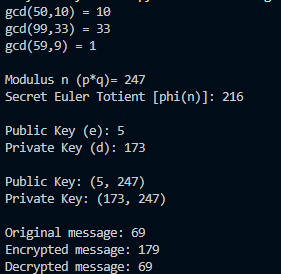 gcd(50,10) = 10
gcd(99,33) = 33
gcd(59,9) = 1
Modulus n (p*q)= 247
Secret Euler Totient [phi(n)]: 216
Public Key (e): 5
Private Key (d): 173
Public Key: (5, 247)
Private Key: (173, 247)
Original message: 69
Encrypted message: 179
Decrypted message: 69